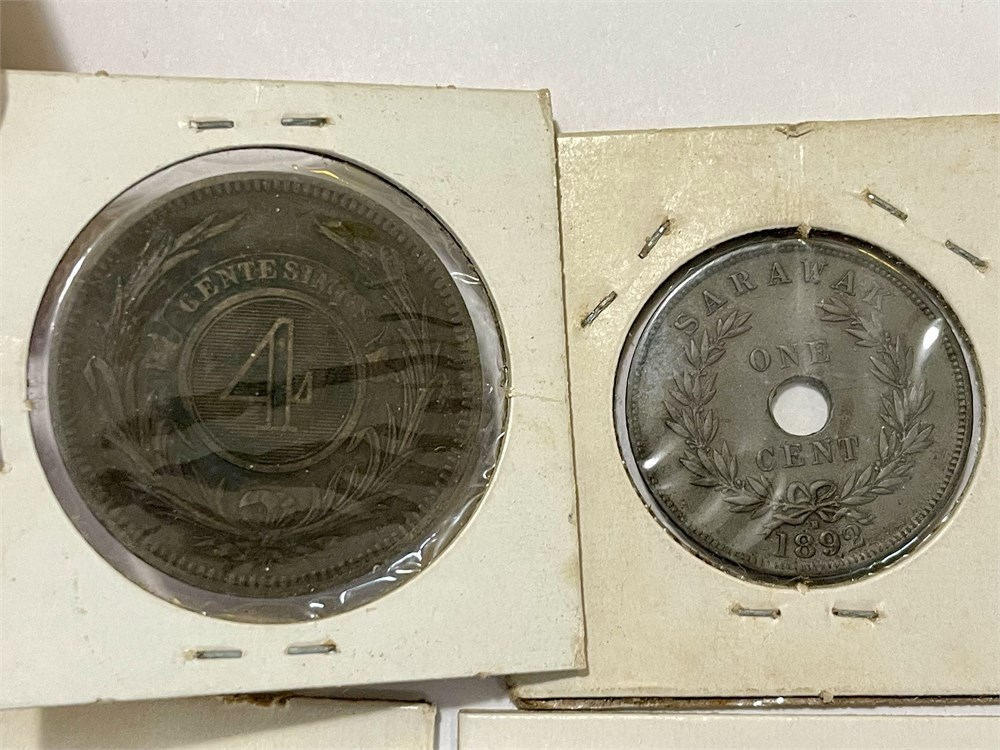 CENTESIMOS
4
SARAWAK
ONE
CENT
H
1892